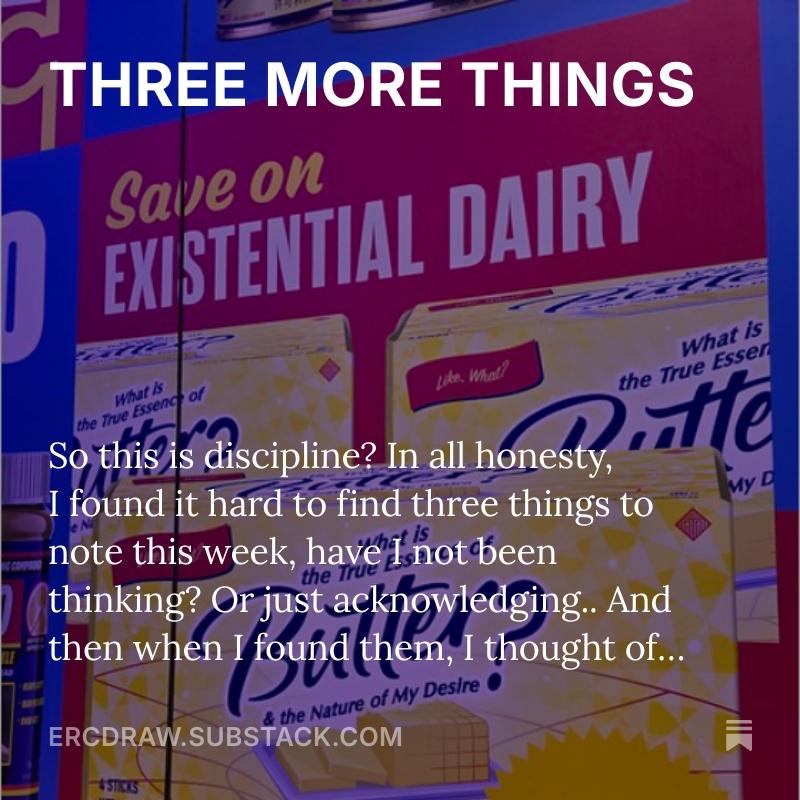 THREE MORE THINGS
Save on
EXISTENTIAL DAIRY
What is
the True Essence of
Like. What?
What is
the True Essen
Butte
My D
So this is discipline? In all honesty,
I found it hard to find three things to
note this week, have I not been
thinking? Or just acknowledging.. And
then when I found them, I thought of...
What is
the True Essence of
Butter?
& the Nature of My Desire
ERCDRAW.SUBSTACK.COM
4 STICKS